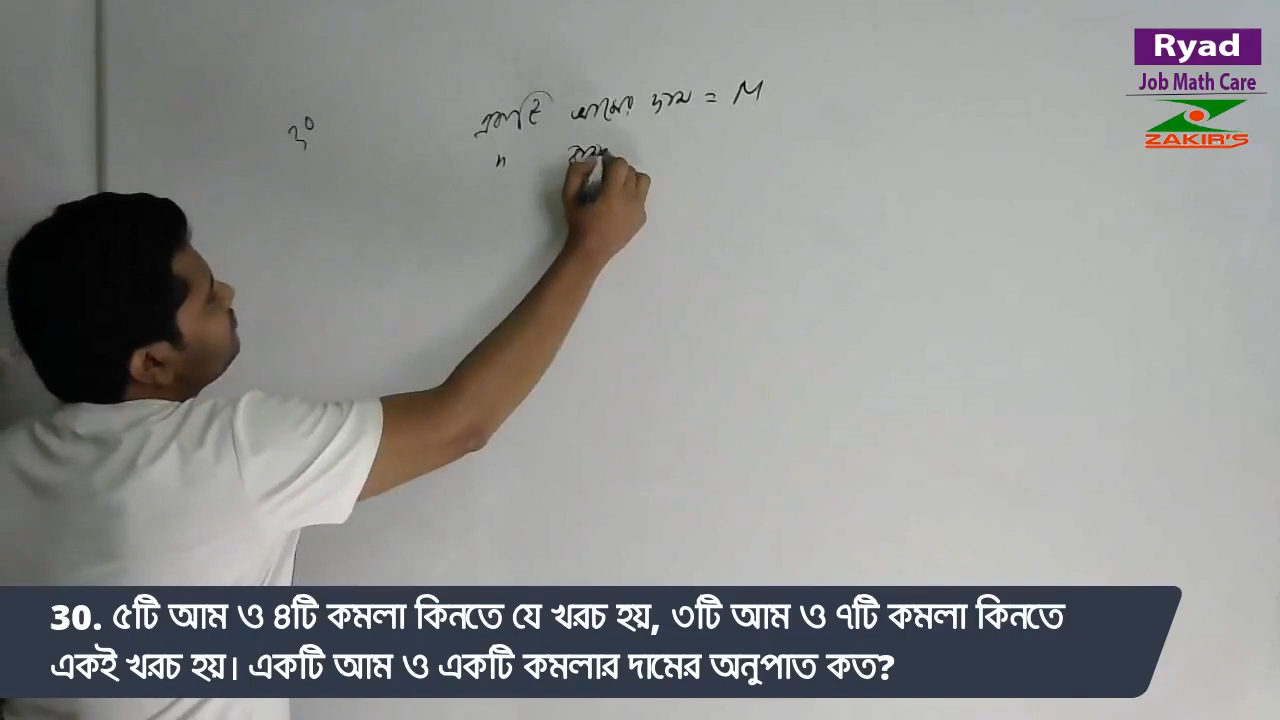 Ryad
Job Math Care
ZAKIR'S
৩০
একটি আমের দাম = M
"
30. ৫টি আম ও ৪টি কমলা কিনতে যে খরচ হয়, ৩টি আম ও ৭টি কমলা কিনতে
একই খরচ হয়। একটি আম ও একটি কমলার দামের অনুপাত কত?